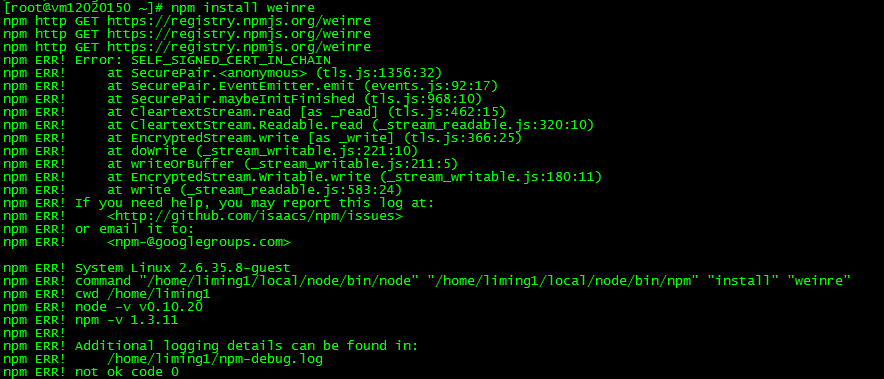 [root@vm12020150 ~]# npm install weinre
npm http GET https://registry.npmjs.org/weinre
npm http GET https://registry.npmjs.org/weinre
npm http GET https://registry.npmjs.org/weinre
npm ERR! Error: SELF_SIGNED_CERT_IN_CHAIN
npm ERR!     at SecurePair.<anonymous> (tls.js:1356:32)
npm ERR!     at SecurePair.EventEmitter.emit (events.js:92:17)
npm ERR!     at SecurePair.maybeInitFinished (tls.js:968:10)
npm ERR!     at CleartextStream.read [as _read] (tls.js:462:15)
npm ERR!     at CleartextStream.Readable.read (_stream_readable.js:320:10)
npm ERR!     at EncryptedStream.write [as _write] (tls.js:366:25)
npm ERR!     at doWrite (_stream_writable.js:221:10)
npm ERR!     at writeOrBuffer (_stream_writable.js:211:5)
npm ERR!     at EncryptedStream.Writable.write (_stream_writable.js:180:11)
npm ERR!     at write (_stream_readable.js:583:24)
npm ERR! If you need help, you may report this log at:
npm ERR!     <http://github.com/isaacs/npm/issues>
npm ERR! or email it to:
npm ERR!     <npm-@googlegroups.com>
npm ERR! System Linux 2.6.35.8-guest
npm ERR! command "/home/liming1/local/node/bin/node" "/home/liming1/local/node/bin/npm" "install" "weinre"
npm ERR! cwd /home/liming1
npm ERR! node -v v0.10.20
npm ERR! npm -v 1.3.11
npm ERR!
npm ERR! Additional logging details can be found in:
npm ERR!     /home/liming1/npm-debug.log
npm ERR! not ok code 0